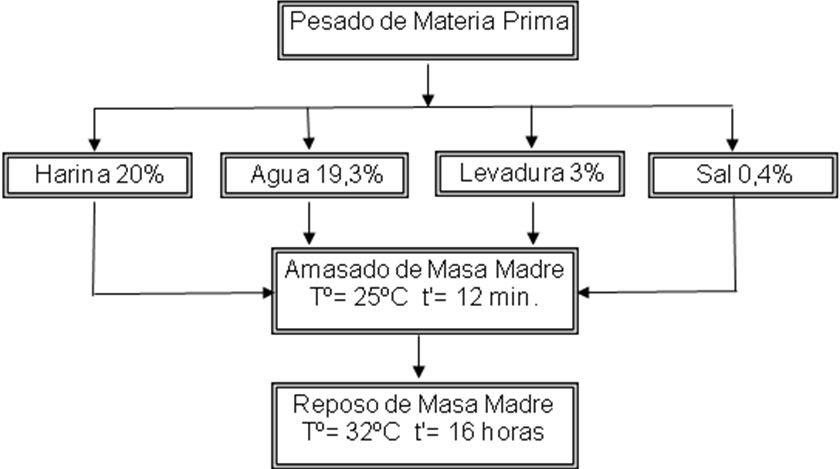 Pesado de Materia Prima
Harina 20%
Agua 19,3%
Levadura 3%
Sal 0,4%
Amasado de Masa Madre
Tº= 25ºC t'= 12 min.
Reposo de Masa Madre
Tº= 32ºC t'= 16 horas